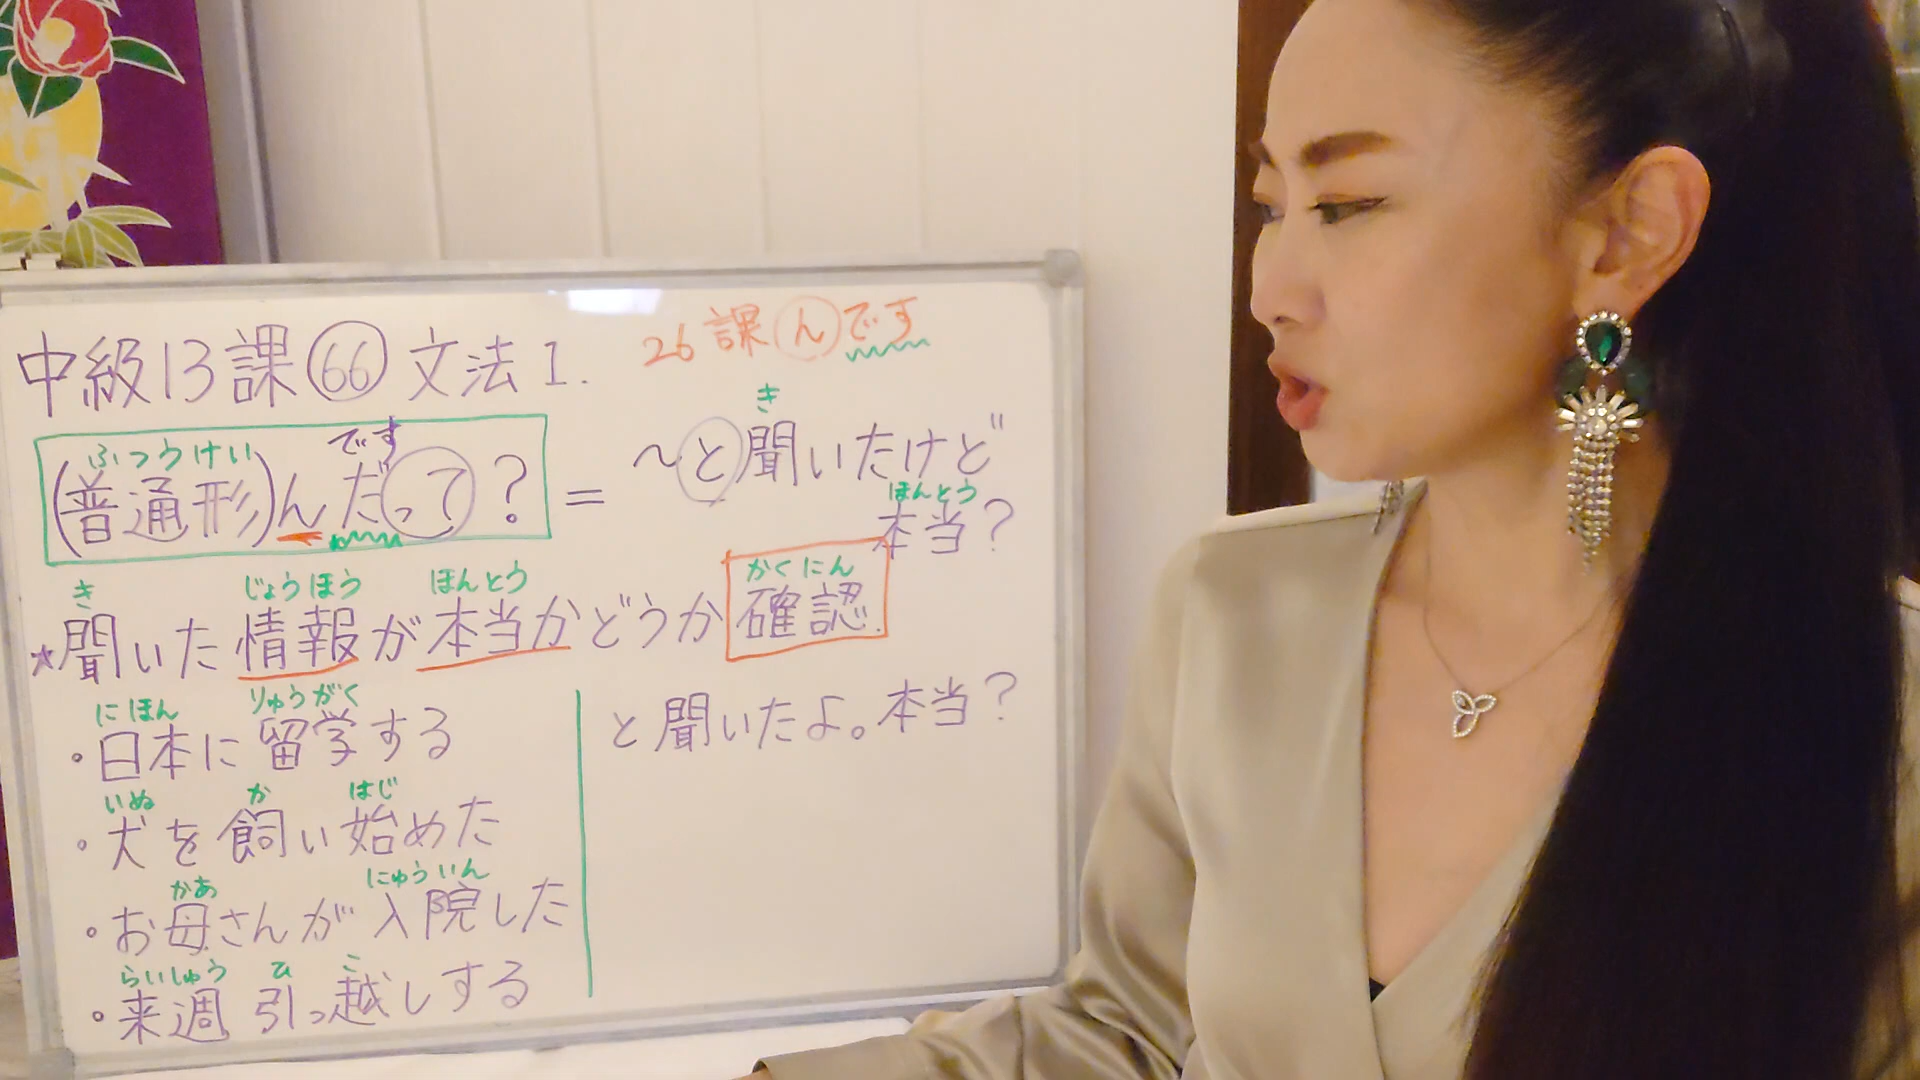 中級13課66文法1.
26課んです
ふつうけい です
(普通形)んだって?
=
き
~と聞いたけど
ほんとう
本当?
き じょうほう ほんとう かくにん
★聞いた情報が本当かどうか確認
にほん りゅうがく
・日本に留学する
と聞いたよ。本当?
いぬ か はじ
・犬を飼い始めた
かあ にゅういん
・お母さんが入院した
らいしゅう ひ こ
・来週引っ越しする